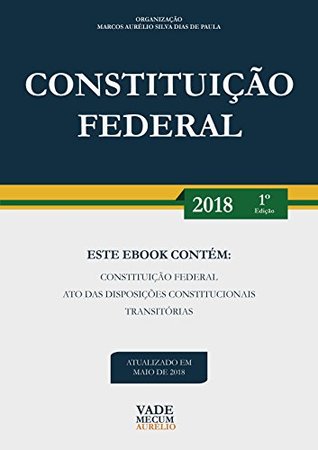 ORGANIZAÇÃO
MARCOS AURÉLIO SILVA DIAS DE PAULA
CONSTITUIÇÃO
FEDERAL
2018
1º
Edição
ESTE EBOOK CONTÉM:
CONSTITUIÇÃO FEDERAL
ATO DAS DISPOSIÇÕES CONSTITUCIONAIS
TRANSITÓRIAS
ATUALIZADO EM
MAIO DE 2018
VADE
MECUM
AURÉLIO